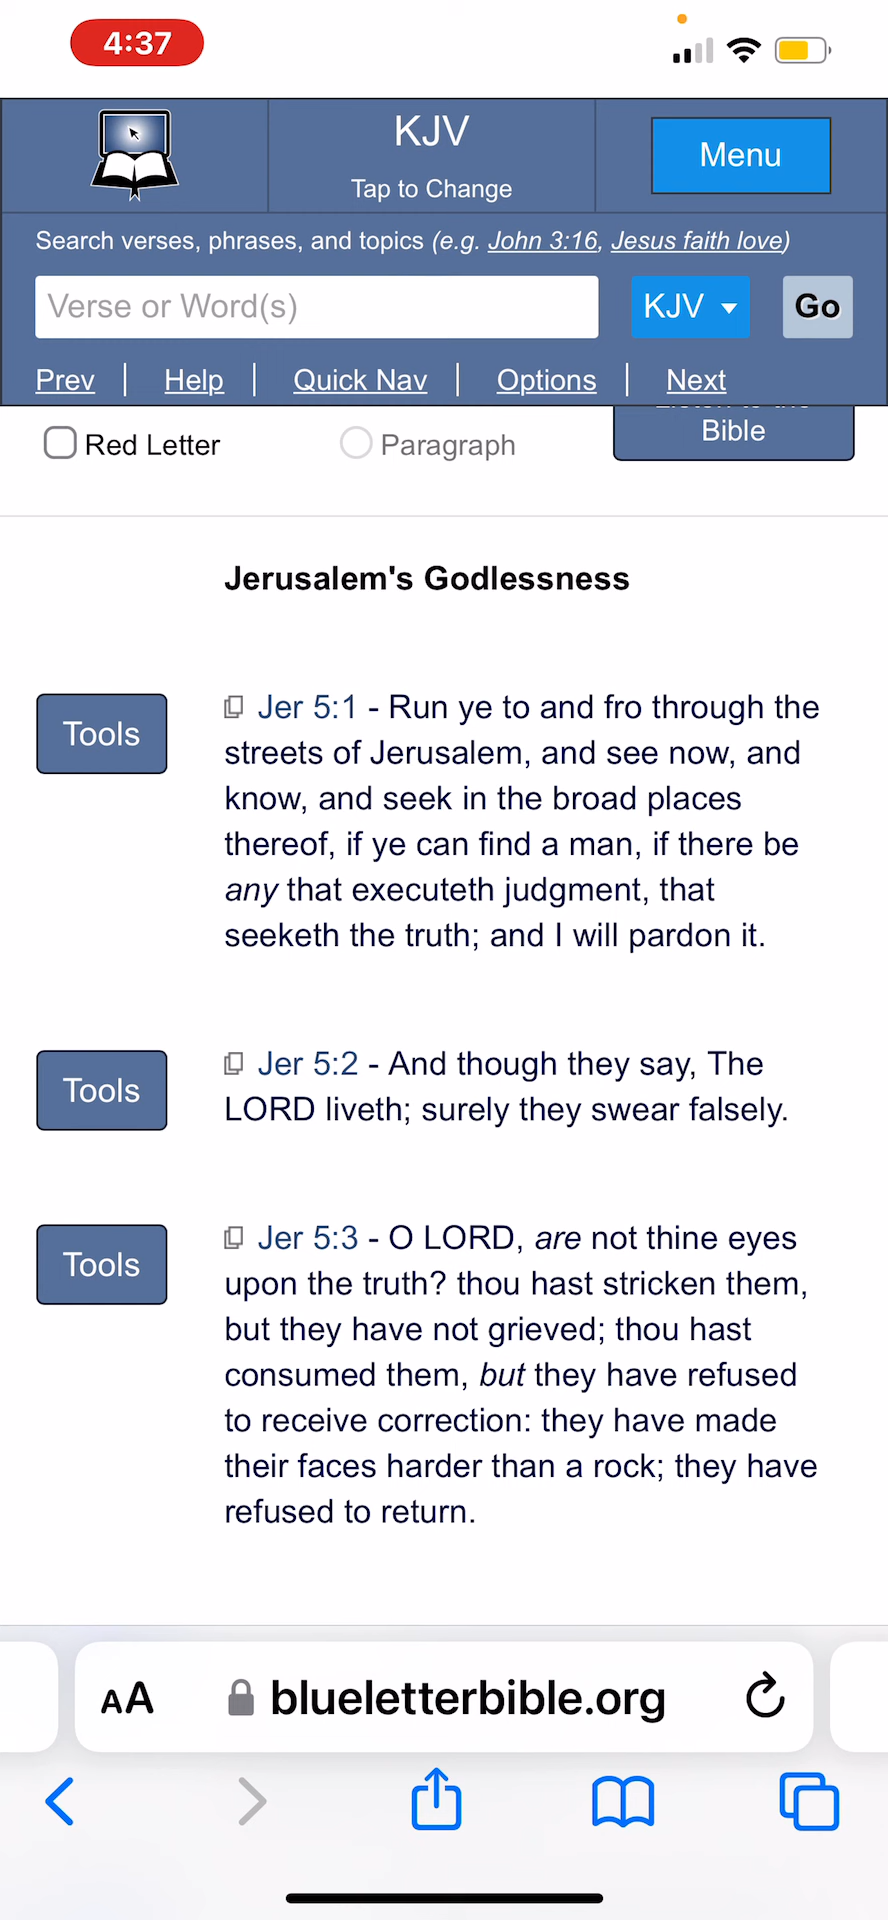 4:37
KJV
Tap to Change
Menu
Search verses, phrases, and topics (e.g. John 3:16, Jesus faith love)
Verse or Word(s)
KJV
Go
Prev | Help | Quick Nav | Options | Next
Red Letter
Paragraph
Bible
Jerusalem's Godlessness
Tools
Jer 5:1 - Run ye to and fro through the
streets of Jerusalem, and see now, and
know, and seek in the broad places
thereof, if ye can find a man, if there be
any that executeth judgment, that
seeketh the truth; and I will pardon it.
Tools
Jer 5:2 - And though they say, The
LORD liveth; surely they swear falsely.
Tools
Jer 5:3 - O LORD, are not thine eyes
upon the truth? thou hast stricken them,
but they have not grieved; thou hast
consumed them, but they have refused
to receive correction: they have made
their faces harder than a rock; they have
refused to return.
AA
blueletterbible.org